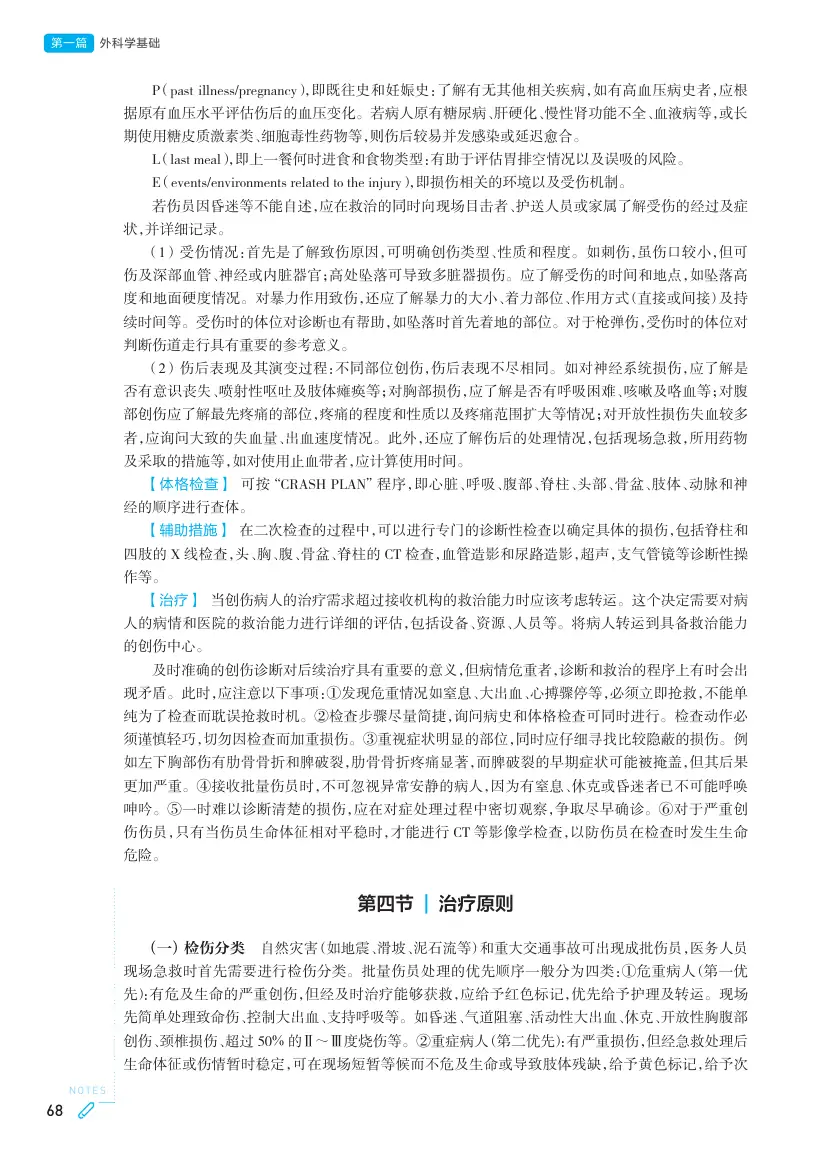 第一篇 外科学基础
P（past illness/pregnancy），即既往史和妊娠史：了解有无其他相关疾病，如有高血压病史者，应根
据原有血压水平评估伤后的血压变化。若病人原有糖尿病、肝硬化、慢性肾功能不全、血液病等，或长
期使用糖皮质激素类、细胞毒性药物等，则伤后较易并发感染或延迟愈合。
L（last meal），即上一餐何时进食和食物类型：有助于评估胃排空情况以及误吸的风险。
E（events/environments related to the injury），即损伤相关的环境以及受伤机制。
若伤员因昏迷等不能自述，应在救治的同时向现场目击者、护送人员或家属了解受伤的经过及症
状，并详细记录。
（1）受伤情况：首先是了解致伤原因，可明确创伤类型、性质和程度。如刺伤，虽伤口较小，但可
伤及深部血管、神经或内脏器官；高处坠落可导致多脏器损伤。应了解受伤的时间和地点，如坠落高
度和地面硬度情况。对暴力作用致伤，还应了解暴力的大小、着力部位、作用方式（直接或间接）及持
续时间等。受伤时的体位对诊断也有帮助，如坠落时首先着地的部位。对于枪弹伤，受伤时的体位对
判断伤道走行具有重要的参考意义。
（2）伤后表现及其演变过程：不同部位创伤，伤后表现不尽相同。如对神经系统损伤，应了解是
否有意识丧失、喷射性呕吐及肢体瘫痪等；对胸部损伤，应了解是否有呼吸困难、咳嗽及咯血等；对腹
部创伤应了解最先疼痛的部位，疼痛的程度和性质以及疼痛范围扩大等情况；对开放性损伤失血较多
者，应询问大致的失血量、出血速度情况。此外，还应了解伤后的处理情况，包括现场急救，所用药物
及采取的措施等，如对使用止血带者，应计算使用时间。
【体格检查】 可按“CRASH PLAN”程序，即心脏、呼吸、腹部、脊柱、头部、骨盆、肢体、动脉和神
经的顺序进行查体。
【辅助措施】 在二次检查的过程中，可以进行专门的诊断性检查以确定具体的损伤，包括脊柱和
四肢的 X 线检查，头、胸、腹、骨盆、脊柱的 CT 检查，血管造影和尿路造影，超声，支气管镜等诊断性操
作等。
【治疗】 当创伤病人的治疗需求超过接收机构的救治能力时应该考虑转运。这个决定需要对病
人的病情和医院的救治能力进行详细的评估，包括设备、资源、人员等。将病人转运到具备救治能力
的创伤中心。
及时准确的创伤诊断对后续治疗具有重要的意义，但病情危重者，诊断和救治的程序上有时会出
现矛盾。此时，应注意以下事项：①发现危重情况如窒息、大出血、心搏骤停等，必须立即抢救，不能单
纯为了检查而耽误抢救时机。②检查步骤尽量简捷，询问病史和体格检查可同时进行。检查动作必
须谨慎轻巧，切勿因检查而加重损伤。③重视症状明显的部位，同时应仔细寻找比较隐蔽的损伤。例
如左下胸部伤有肋骨骨折和脾破裂，肋骨骨折疼痛显著，而脾破裂的早期症状可能被掩盖，但其后果
更加严重。④接收批量伤员时，不可忽视异常安静的病人，因为有窒息、休克或昏迷者已不可能呼唤
呻吟。⑤一时难以诊断清楚的损伤，应在对症处理过程中密切观察，争取尽早确诊。⑥对于严重创
伤伤员，只有当伤员生命体征相对平稳时，才能进行 CT 等影像学检查，以防伤员在检查时发生生命
危险。
第四节 | 治疗原则
（一）检伤分类 自然灾害（如地震、滑坡、泥石流等）和重大交通事故可出现成批伤员，医务人员
现场急救时首先需要进行检伤分类。批量伤员处理的优先顺序一般分为四类：①危重病人（第一优
先）：有危及生命的严重创伤，但经及时治疗能够获救，应给予红色标记，优先给予护理及转运。现场
先简单处理致命伤、控制大出血、支持呼吸等。如昏迷、气道阻塞、活动性大出血、休克、开放性胸腹部
创伤、颈椎损伤、超过 50% 的Ⅱ～Ⅲ度烧伤等。②重症病人（第二优先）：有严重损伤，但经急救处理后
生命体征或伤情暂时稳定，可在现场短暂等候而不危及生命或导致肢体残缺，给予黄色标记，给予次
NOTES
68